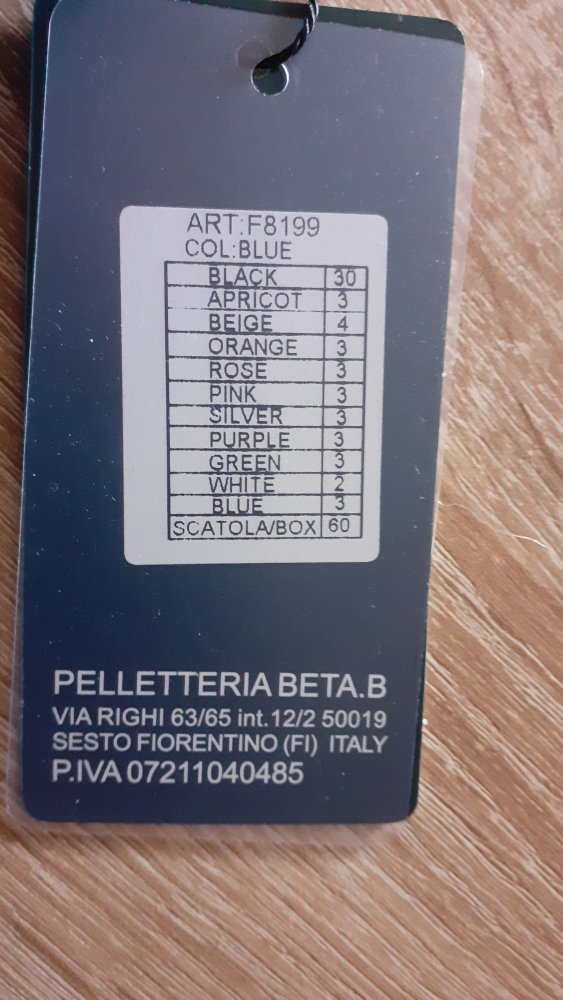 ART:F8199
COL:BLUE
BLACK 30
APRICOT 3
BEIGE 4
ORANGE 3
ROSE 3
PINK 3
SILVER 3
PURPLE 3
GREEN 3
WHITE 2
BLUE 3
SCATOLA/BOX 60
PELLETTERIA BETA.B
VIA RIGHI 63/65 int.12/2 50019
SESTO FIORENTINO (FI) ITALY
P.IVA 07211040485